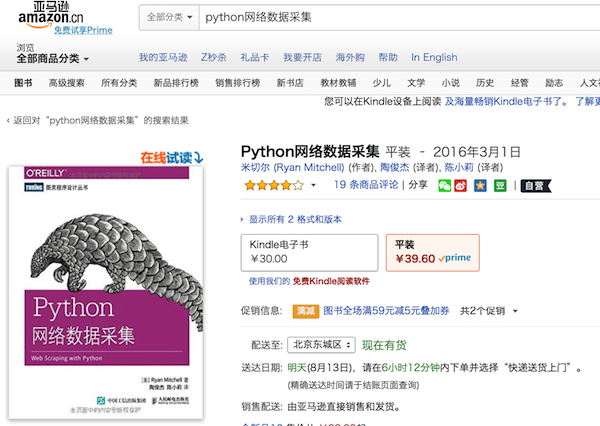 亚马逊
amazon.cn
免费试享Prime
全部分类
python网络数据采集
浏览
全部商品分类
我的亚马逊 Z秒杀 礼品卡 我要开店 海外购 帮助 In English
图书 高级搜索 所有分类 新品排行榜 销售排行榜 新书店 教材教辅 少儿 文学 小说 历史 经管 励志 人文社
您可以在Kindle设备上阅读 及海量畅销Kindle电子书了。 了解更
‹ 返回对“python网络数据采集”的搜索结果
在线试读
O'REILLY
本页面中的内容受版权保护
TURING 图灵程序设计丛书
Python
网络数据采集
Web Scraping with Python
[美] Ryan Mitchell 著
陶俊杰 陈小莉 译
中国工信出版集团 人民邮电出版社
本页面中的内容受版权保护
Python网络数据采集 平装 - 2016年3月1日
米切尔 (Ryan Mitchell) (作者), 陶俊杰 (译者), 陈小莉 (译者)
19 条商品评论 | 分享 豆 | 自营
显示所有 2 格式和版本
Kindle电子书
￥30.00
平装
￥39.60 prime
使用我们的 免费Kindle阅读软件
促销信息: 满减 图书全场满59元减5元叠加券 共2个促销
配送至: 北京东城区 现在有货
送达日期: 明天(8月13日)，请在6小时12分钟内下单并选择“快递送货上门”。
(精确送达时间请于结账页面查询)
销售配送: 由亚马逊直接销售和发货。